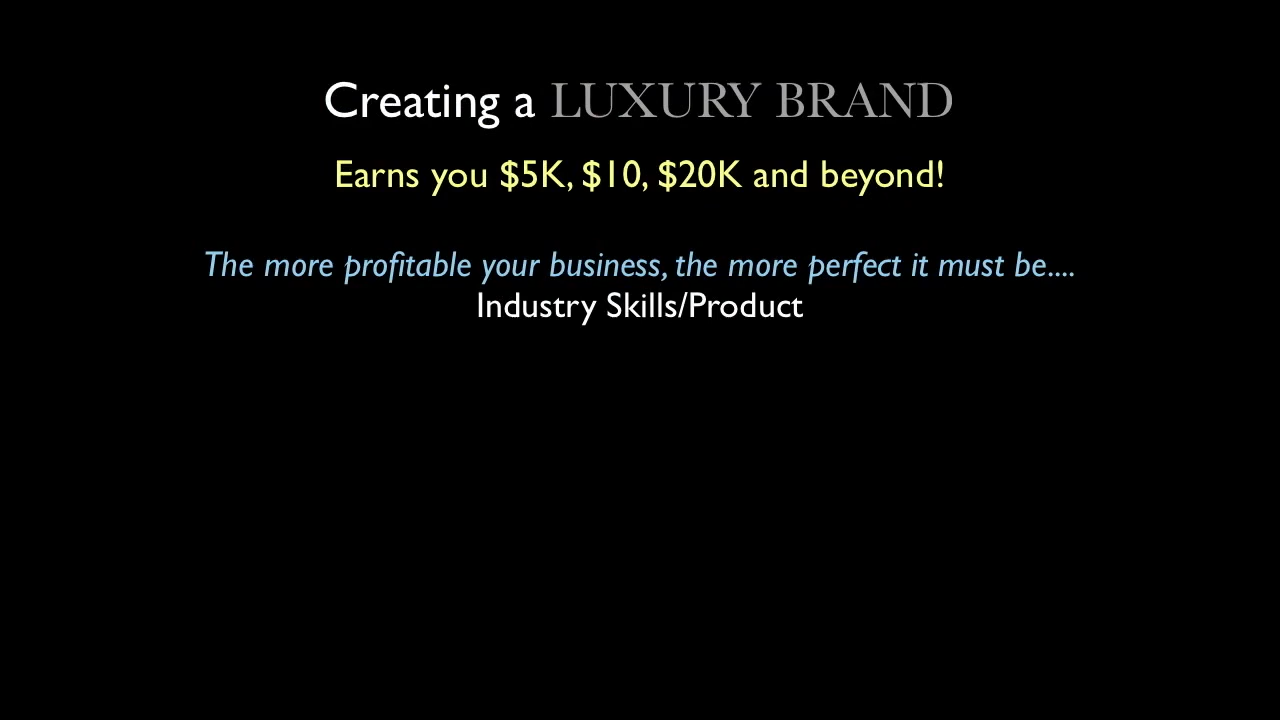 Creating a LUXURY BRAND
Earns you $5K, $10, $20K and beyond!
The more profitable your business, the more perfect it must be....
Industry Skills/Product